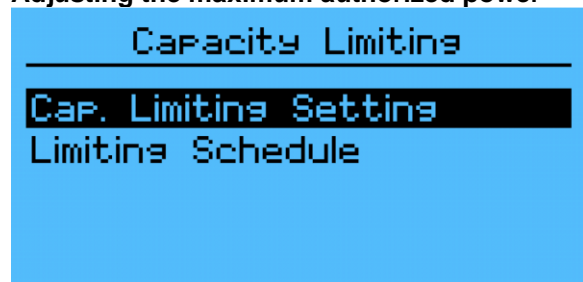 Adjusting the maximum authorized power
Capacity Limiting
Cap. Limiting Setting
Limiting Schedule